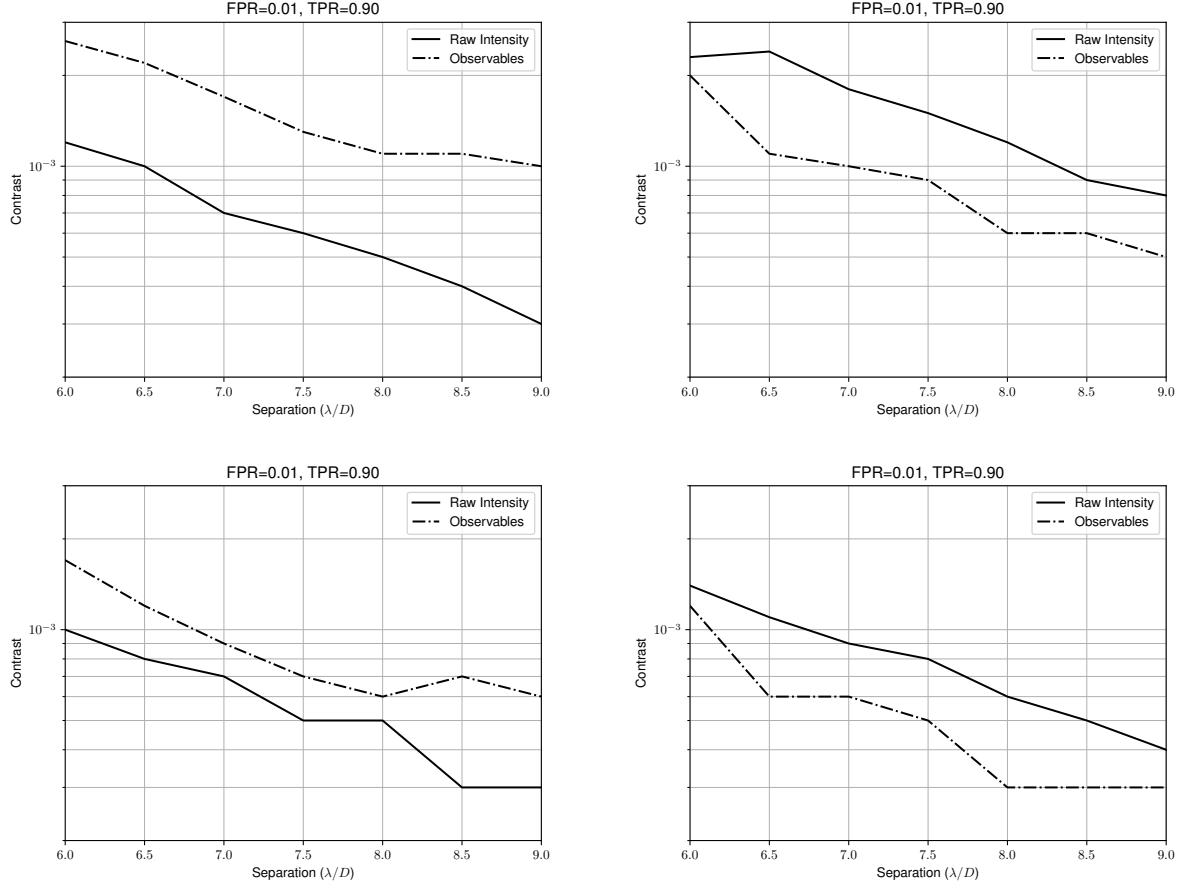 FPR=0.01, TPR=0.90
Raw Intensity
Observables
10⁻³
Contrast
6.0 6.5 7.0 7.5 8.0 8.5 9.0
Separation (λ/D)
FPR=0.01, TPR=0.90
Raw Intensity
Observables
10⁻³
Contrast
6.0 6.5 7.0 7.5 8.0 8.5 9.0
Separation (λ/D)
FPR=0.01, TPR=0.90
Raw Intensity
Observables
10⁻³
Contrast
6.0 6.5 7.0 7.5 8.0 8.5 9.0
Separation (λ/D)
FPR=0.01, TPR=0.90
Raw Intensity
Observables
10⁻³
Contrast
6.0 6.5 7.0 7.5 8.0 8.5 9.0
Separation (λ/D)